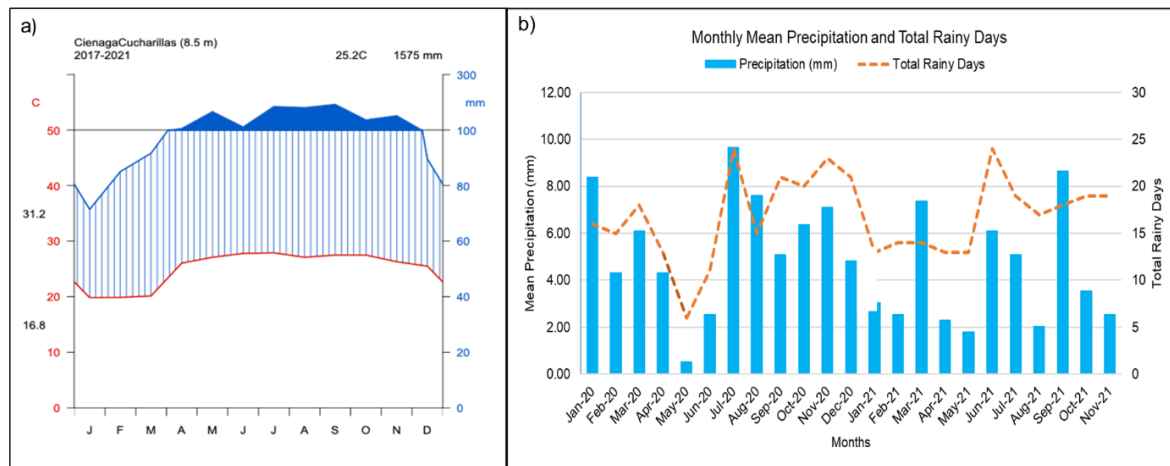 a)
CienagaCucharillas (8.5 m)
2017-2021
25.2C 1575 mm
C
50
40
31.2
30
20
16.8
10
0
300
mm
100
80
60
40
20
0
J F M A M J J A S O N D
b)
Monthly Mean Precipitation and Total Rainy Days
Precipitation (mm) Total Rainy Days
Mean Precipitation (mm)
12.00
10.00
8.00
6.00
4.00
2.00
0.00
30
25
20
15
10
5
0
Total Rainy Days
Jan-20 Feb-20 Mar-20 Apr-20 May-20 Jun-20 Jul-20 Aug-20 Sep-20 Oct-20 Nov-20 Dec-20 Jan-21 Feb-21 Mar-21 Apr-21 May-21 Jun-21 Jul-21 Aug-21 Sep-21 Oct-21 Nov-21
Months